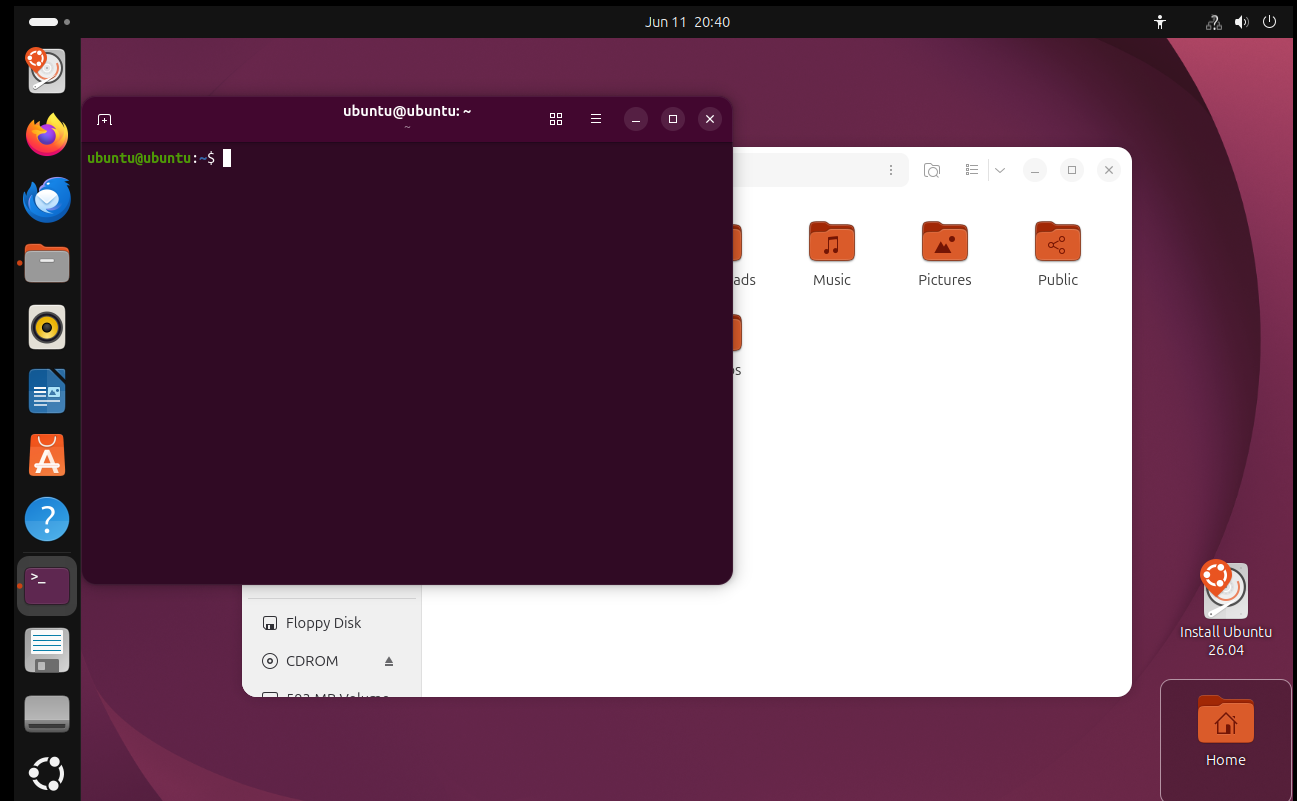 Jun 11 20:40
ubuntu@ubuntu: ~
~
ubuntu@ubuntu:~$
Music
Pictures
Public
Floppy Disk
CDROM
Install Ubuntu
26.04
Home